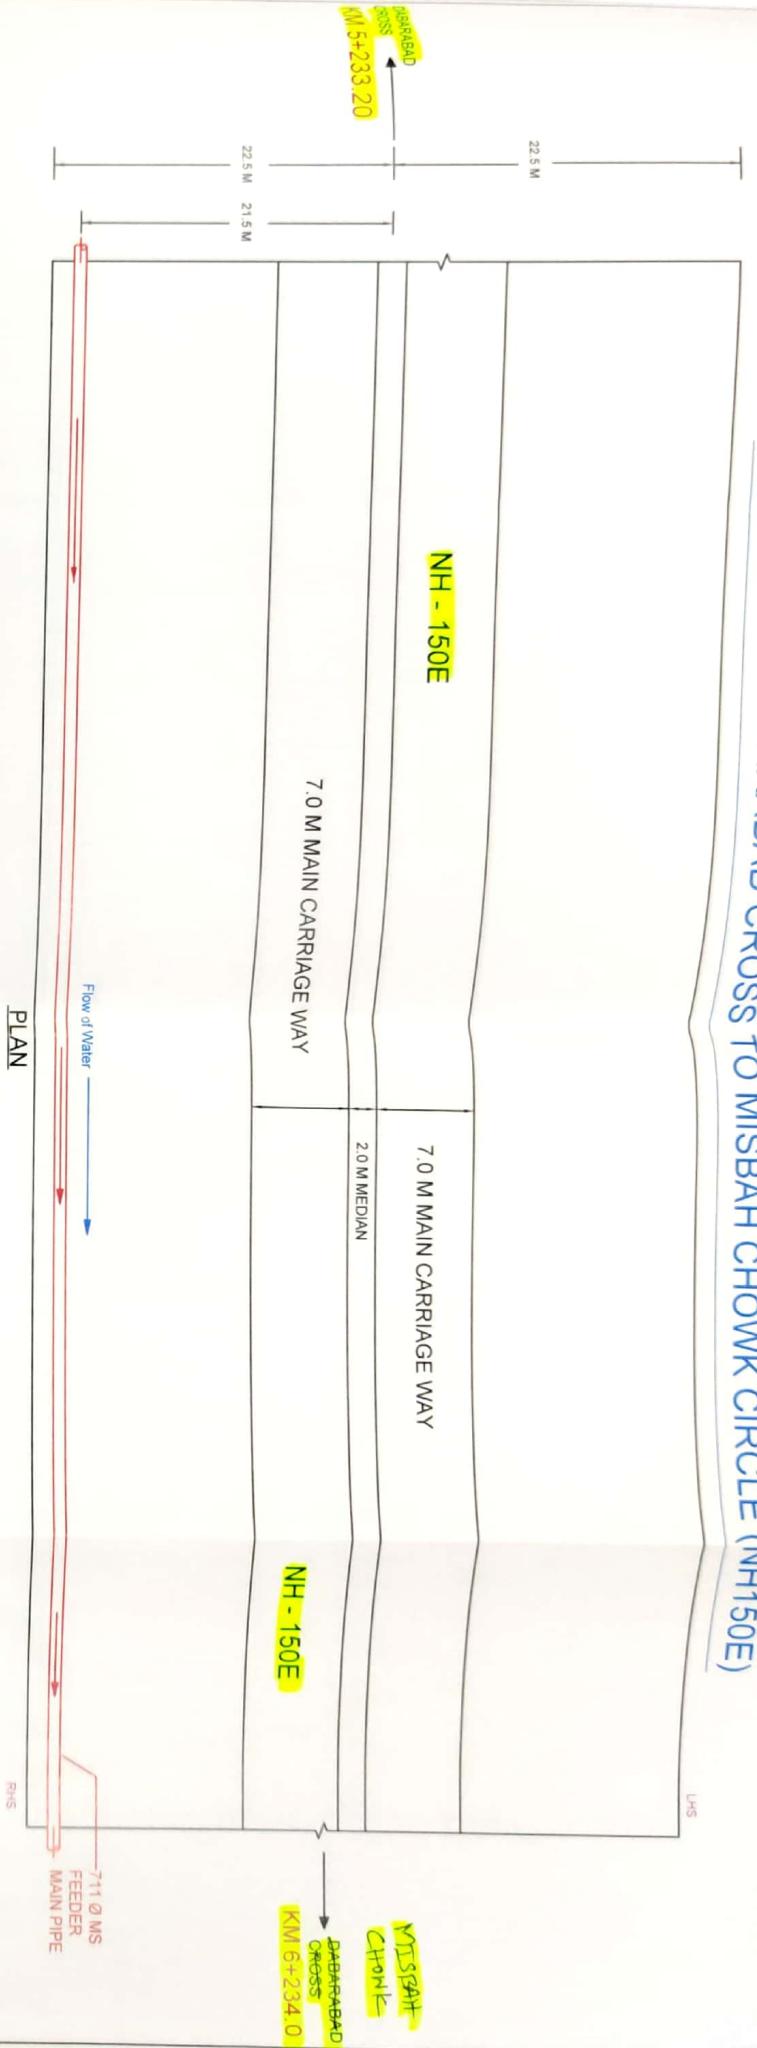 CROSS TO MISBAH CHOWK CIRCLE (NH150E)
DABARABAD
CROSS
KM 5+233.20
22.5 M
22.5 M
21.5 M
LHS
NH - 150E
7.0 M MAIN CARRIAGE WAY
2.0 M MEDIAN
7.0 M MAIN CARRIAGE WAY
NH - 150E
MISBAH
CHOWK
DABARABAD
CROSS
KM 6+234.0
Flow of Water
711 Ø MS
FEEDER
MAIN PIPE
RHS
PLAN